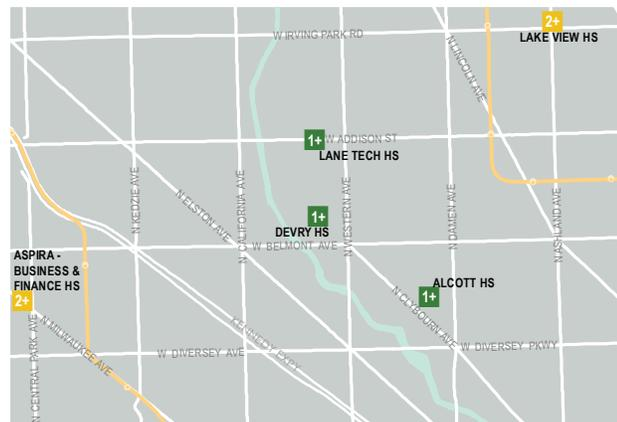 2+
LAKE VIEW HS
W IRVING PARK RD
N LINCOLN AVE
1+
W ADDISON ST
LANE TECH HS
N KEDZIE AVE
N ELSTON AVE
N CALIFORNIA AVE
N WESTERN AVE
N DAMEN AVE
N ASHLAND AVE
1+
DEVRY HS
W BELMONT AVE
ASPIRA -
BUSINESS &
FINANCE HS
2+
ALCOTT HS
1+
N CLYBOURN AVE
N CENTRAL PARK AVE
N MILWAUKEE AVE
KENNEDY EXPY
W DIVERSEY AVE
W DIVERSEY PKWY